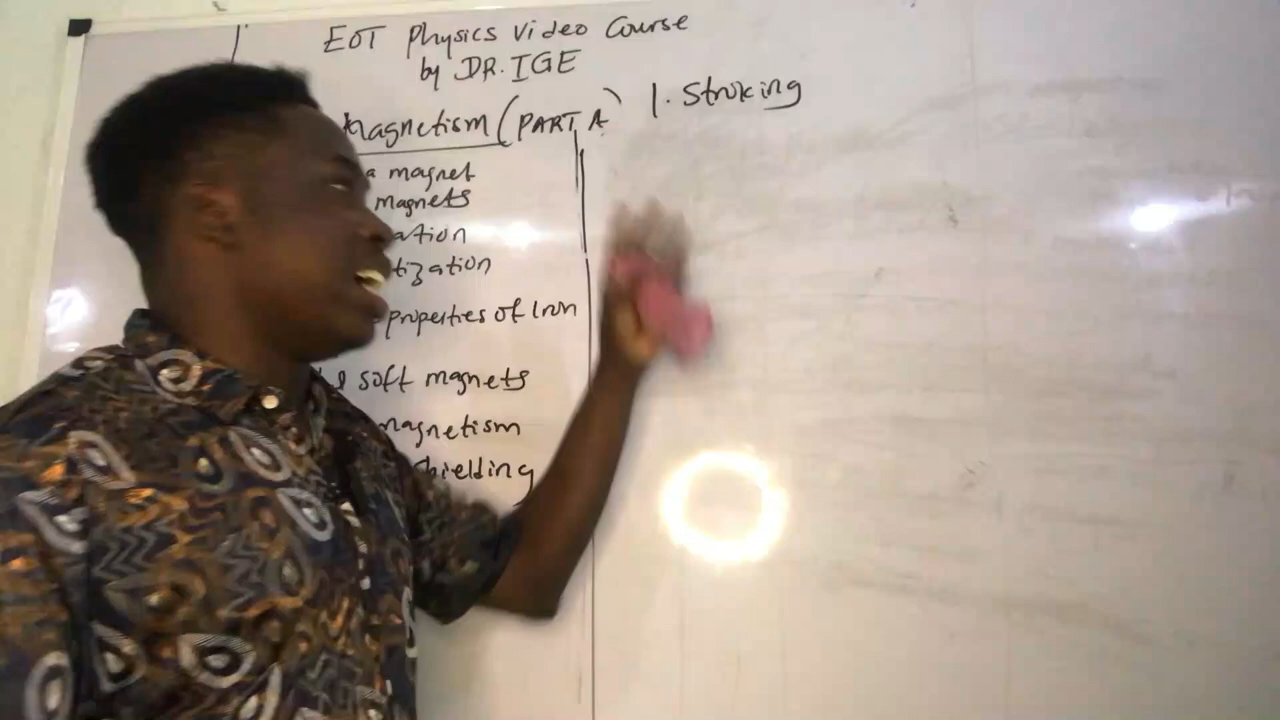 EOT Physics Video Course
by DR. IGE
Magnetism (PART A)
a magnet
magnets
ation
tization
properties of Iron
soft magnets
magnetism
shielding
1. Stroking